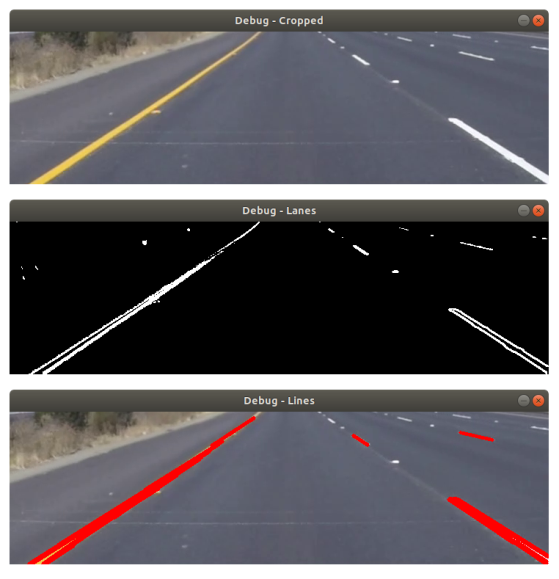 Debug - Cropped
Debug - Lanes
Debug - Lines